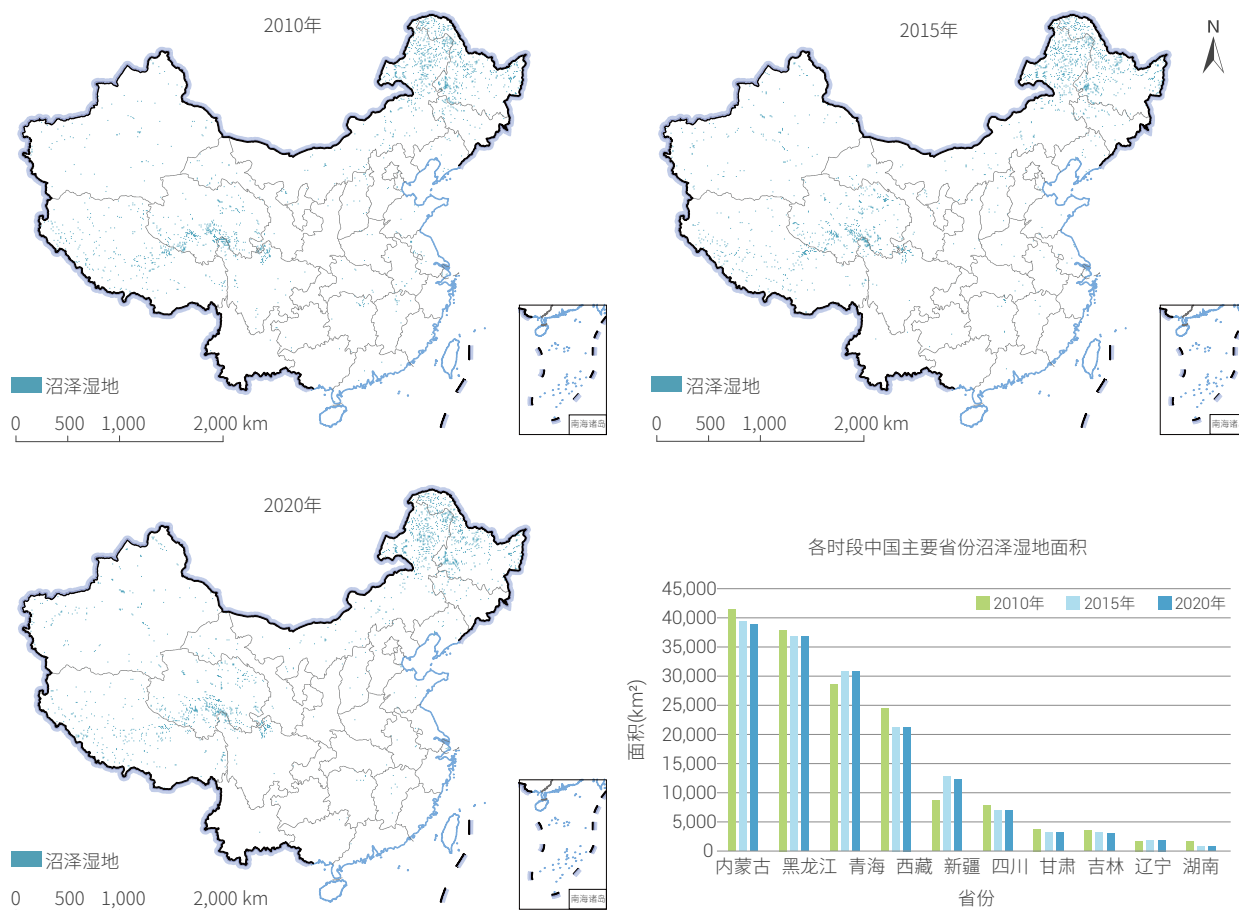 2010年
2015年
N
沼泽湿地
0 500 1,000 2,000 km
南海诸岛
沼泽湿地
0 500 1,000 2,000 km
南海诸
2020年
沼泽湿地
0 500 1,000 2,000 km
南海诸岛
各时段中国主要省份沼泽湿地面积
2010年 2015年 2020年
面积(km²)
45,000
40,000
35,000
30,000
25,000
20,000
15,000
10,000
5,000
0
内蒙古 黑龙江 青海 西藏 新疆 四川 甘肃 吉林 辽宁 湖南
省份